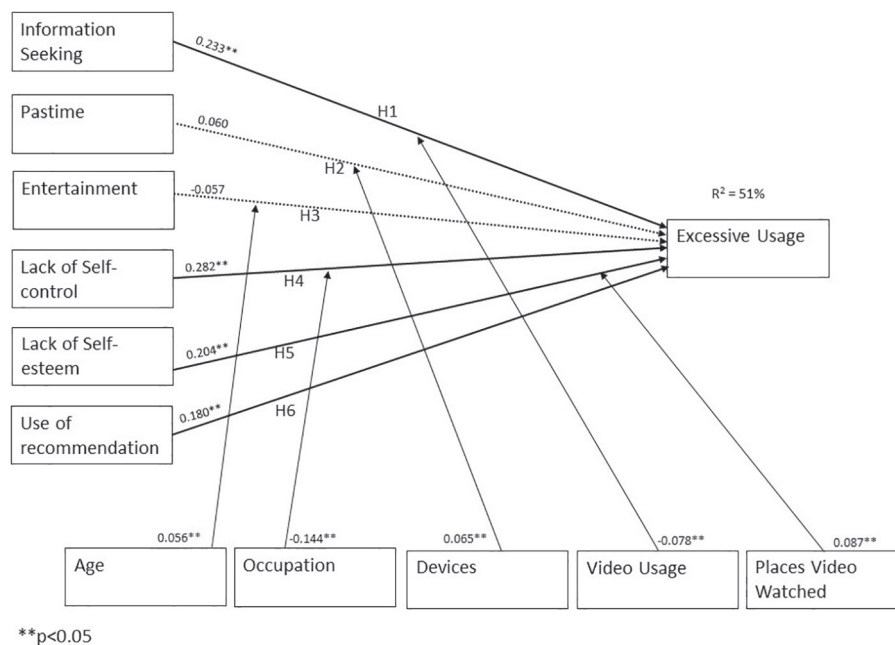 Information
Seeking
0.233**
H1
Pastime
0.060
H2
Entertainment
-0.057
H3
R² = 51%
Excessive Usage
Lack of Self-
control
0.282**
H4
Lack of Self-
esteem
0.204**
H5
Use of
recommendation
0.180**
H6
0.056**
Age
-0.144**
Occupation
0.065**
Devices
-0.078**
Video Usage
0.087**
Places Video
Watched
**p<0.05